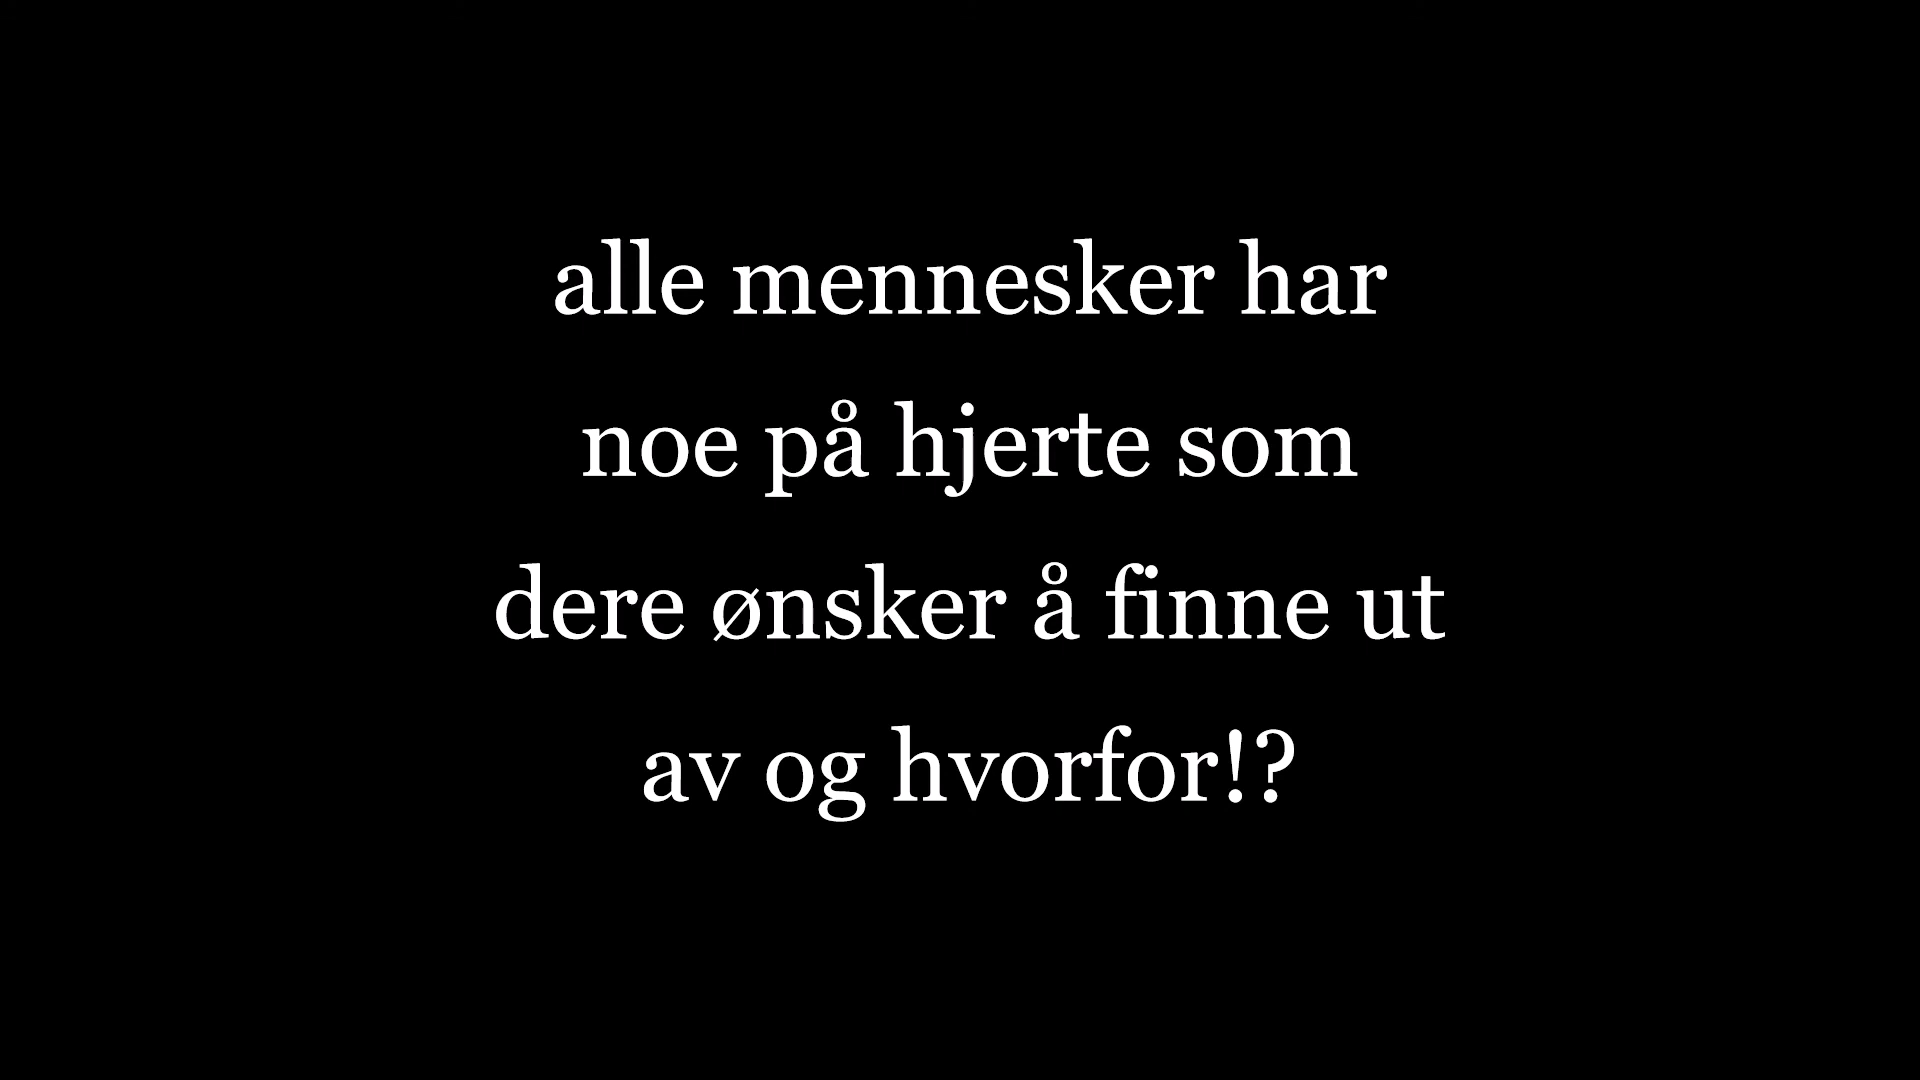 alle mennesker har
noe på hjerte som
dere ønsker å finne ut
av og hvorfor!?